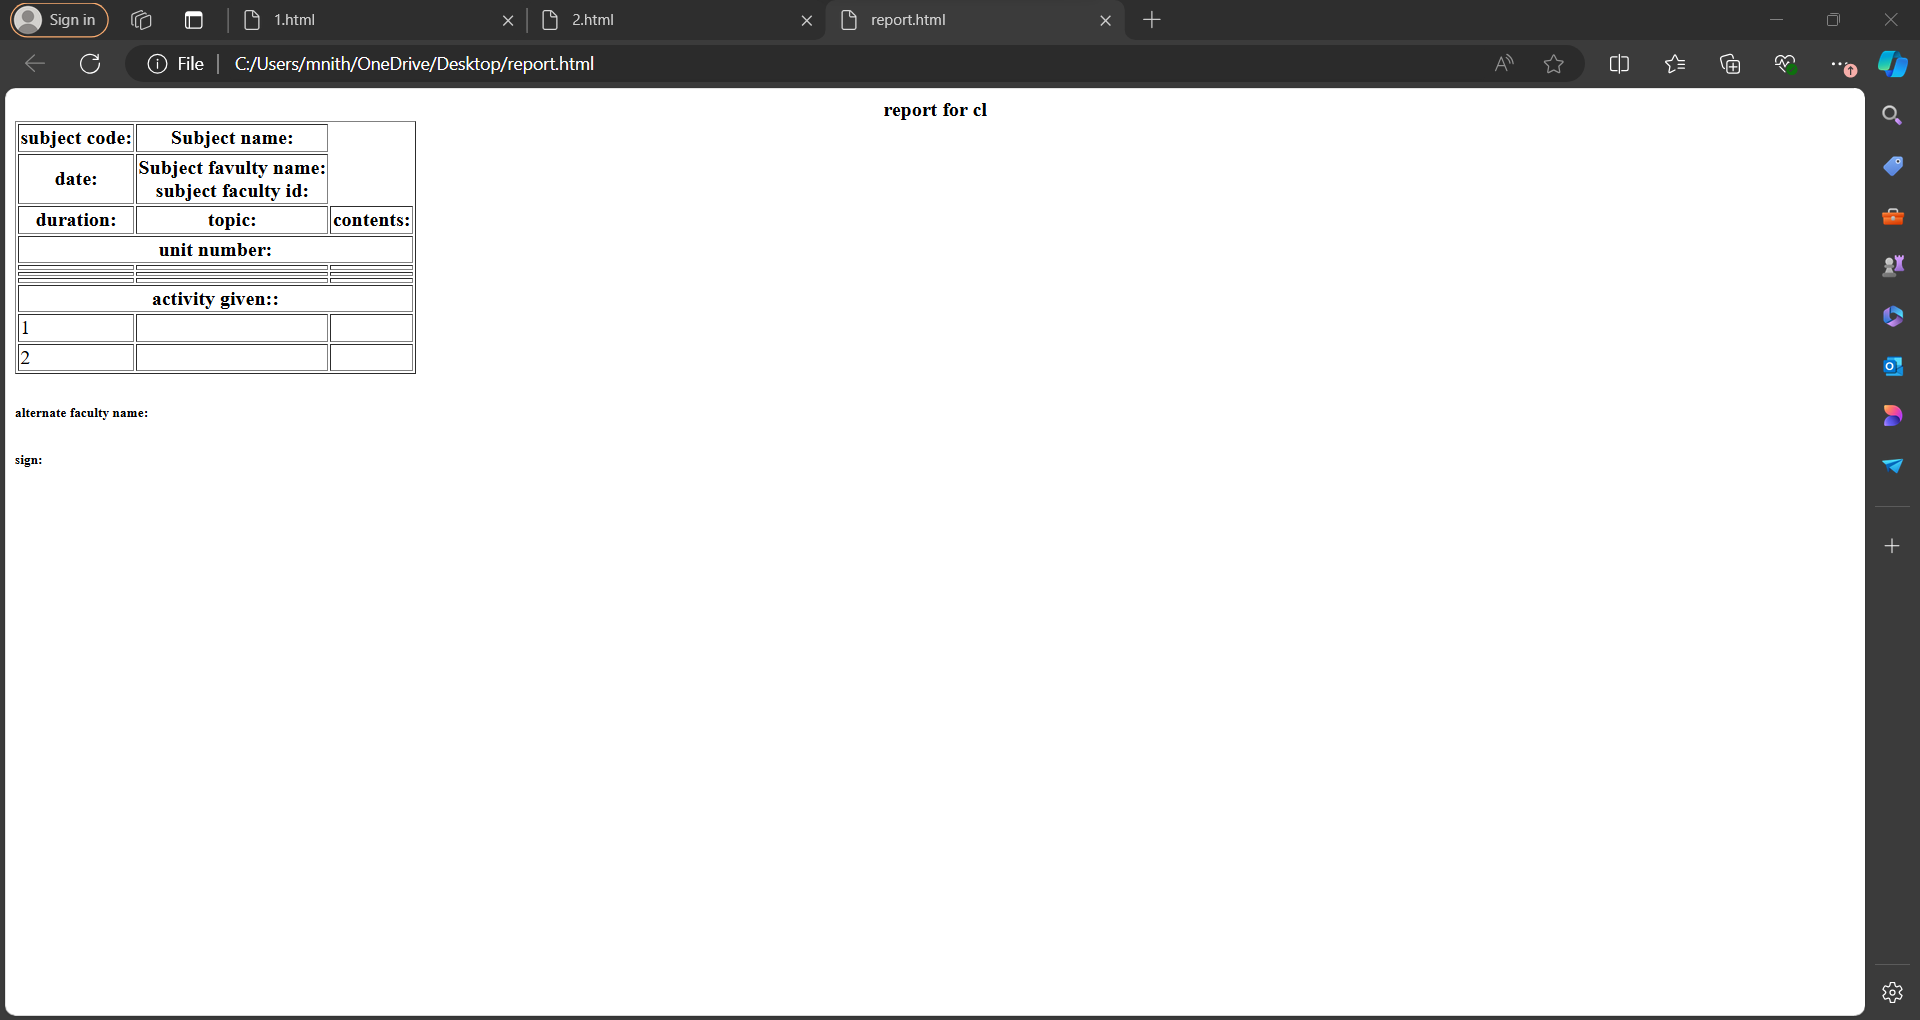 Sign in
1.html
2.html
report.html
File
C:/Users/mnith/OneDrive/Desktop/report.html
report for cl
subject code: Subject name:
date: Subject favulty name:
subject faculty id:
duration: topic: contents:
unit number:
activity given::
1
2
alternate faculty name:
sign: